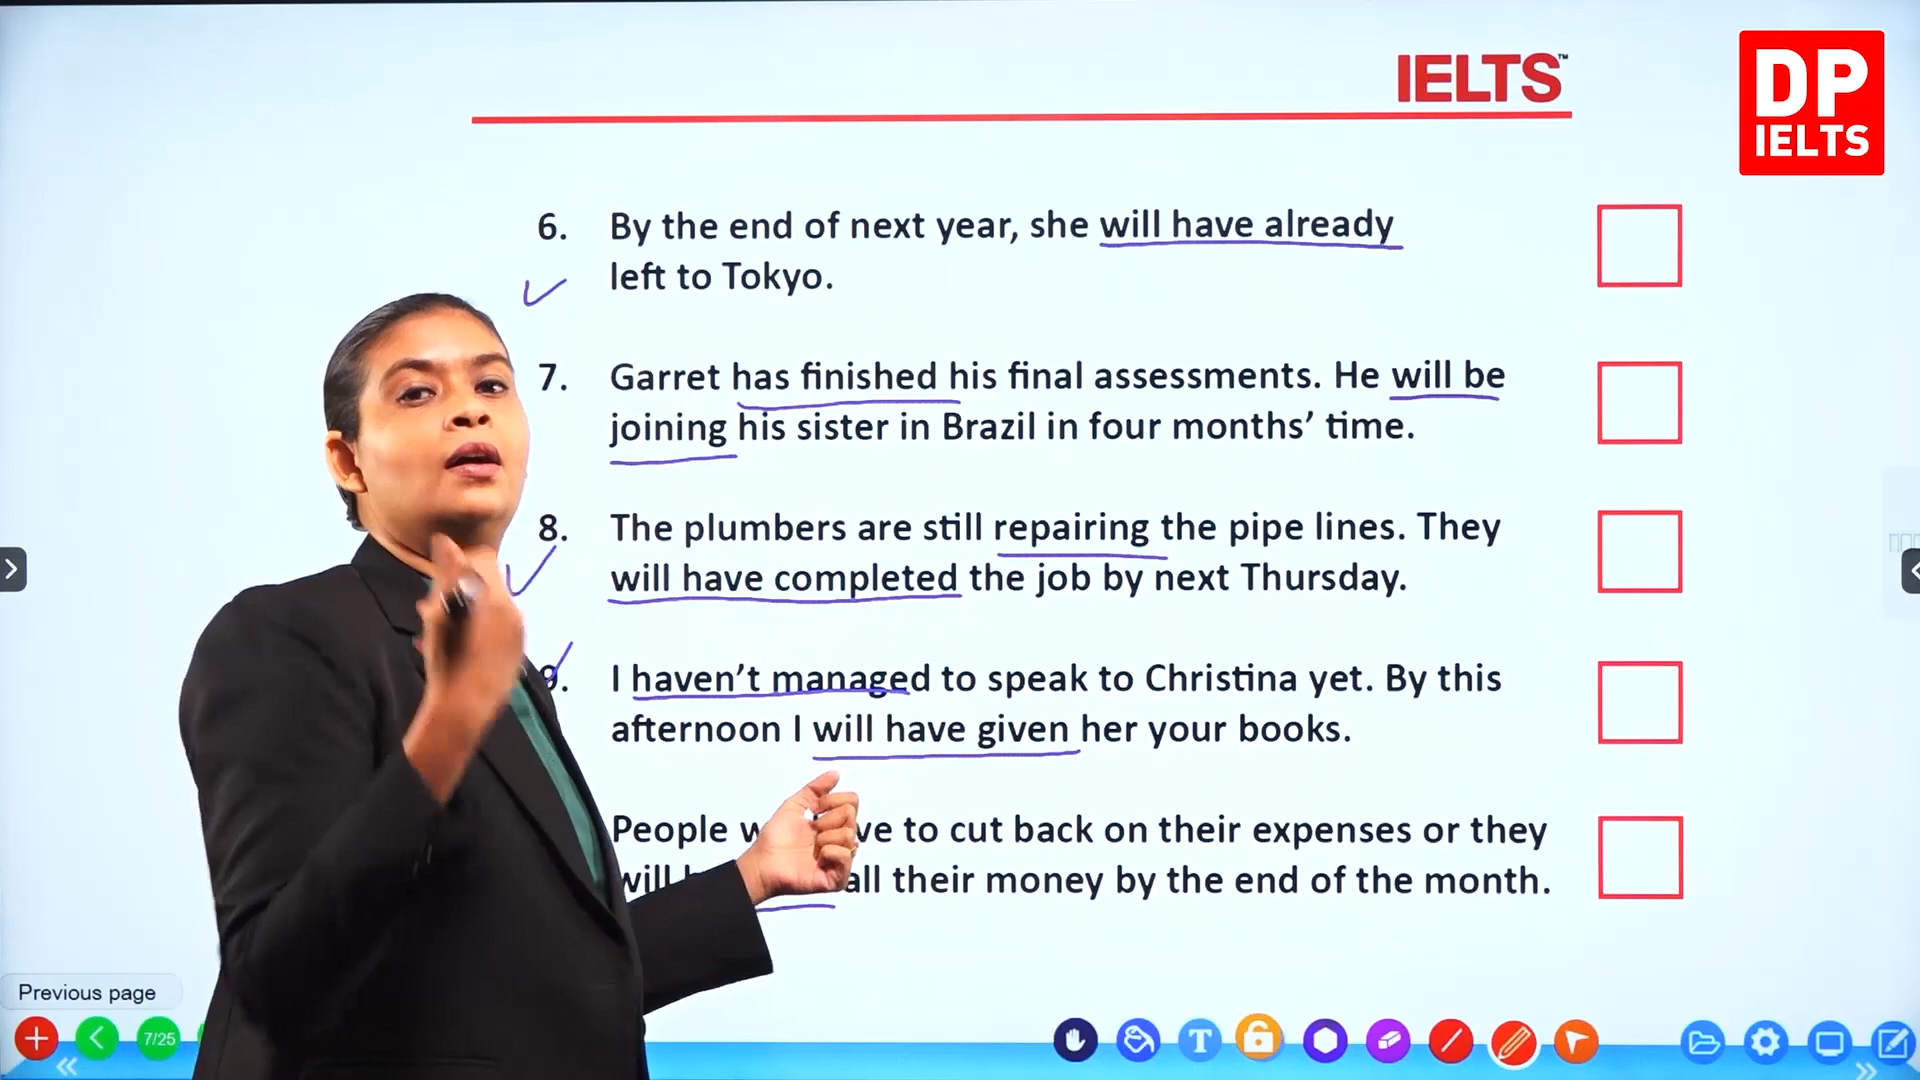 IELTS™
DP
IELTS
6. By the end of next year, she will have already
left to Tokyo.
7. Garret has finished his final assessments. He will be
joining his sister in Brazil in four months’ time.
8. The plumbers are still repairing the pipe lines. They
will have completed the job by next Thursday.
9. I haven’t managed to speak to Christina yet. By this
afternoon I will have given her your books.
People to cut back on their expenses or they
will all their money by the end of the month.
Previous page
7/25
T